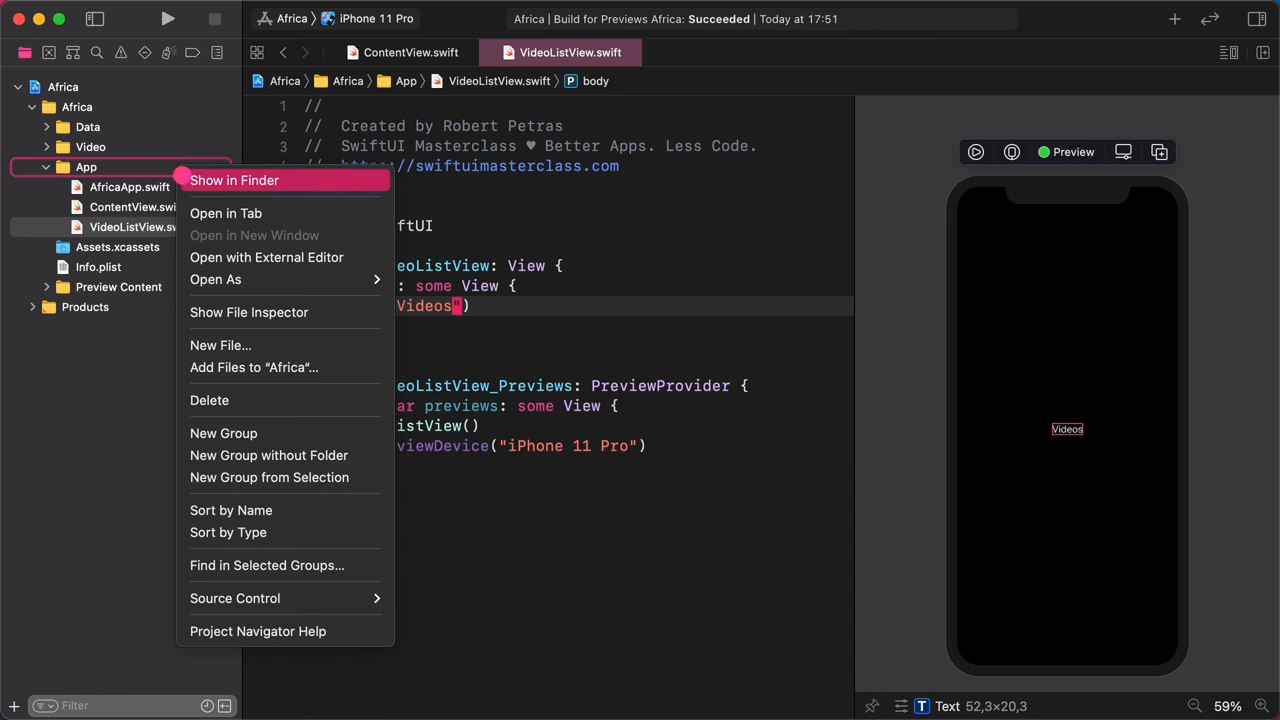 Africa
iPhone 11 Pro
Africa | Build for Previews Africa: Succeeded | Today at 17:51
ContentView.swift
VideoListView.swift
Africa
Africa
App
VideoListView.swift
P
body
Africa
Africa
Data
Video
App
AfricaApp.swift
ContentView.swi
VideoListView.sw
Assets.xcassets
Info.plist
Preview Content
Products
Filter
Show in Finder
Open in Tab
Open in New Window
Open with External Editor
Open As
Show File Inspector
New File...
Add Files to “Africa”...
Delete
New Group
New Group without Folder
New Group from Selection
Sort by Name
Sort by Type
Find in Selected Groups...
Source Control
Project Navigator Help
1 //
2 // Created by Robert Petras
3 // SwiftUI Masterclass ♥ Better Apps. Less Code.
https://swiftuimasterclass.com
ftUI
eoListView: View {
: some View {
Videos")
eoListView_Previews: PreviewProvider {
ar previews: some View {
istView()
viewDevice("iPhone 11 Pro")
Preview
Videos
T
Text 52,3×20,3
59%